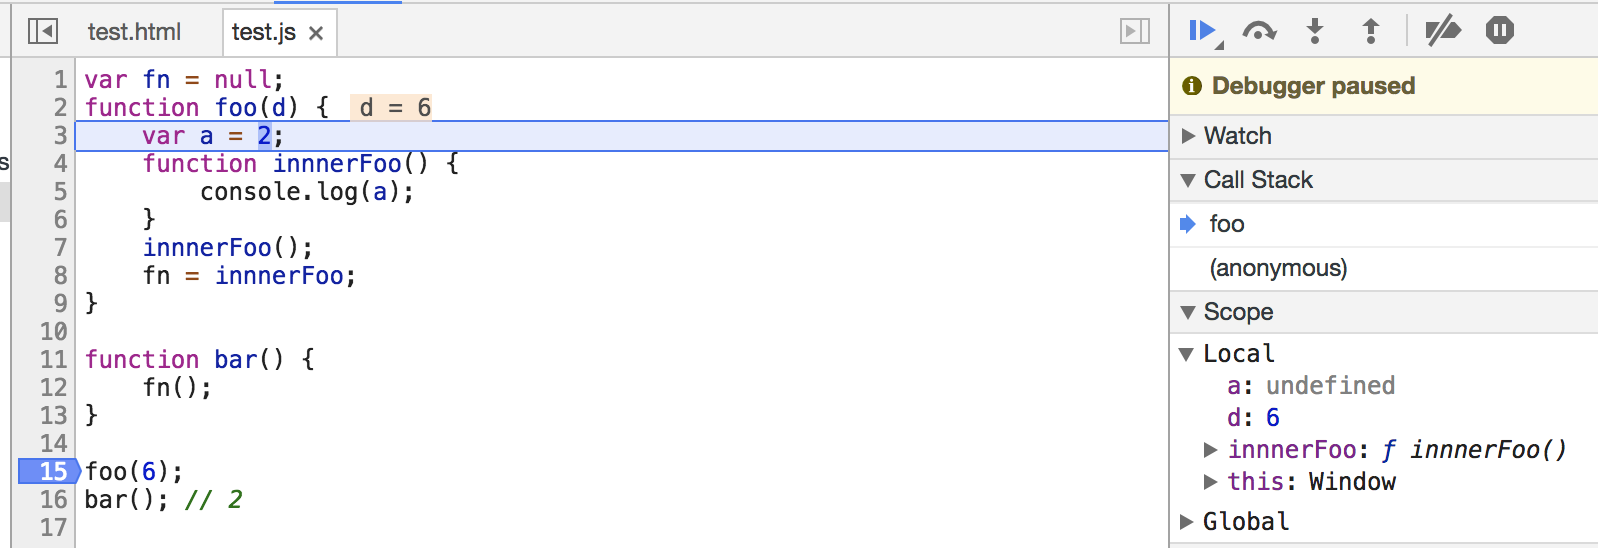 test.html
test.js ×
1 var fn = null;
2 function foo(d) { d = 6
3 var a = 2;
4 function innnerFoo() {
5 console.log(a);
6 }
7 innnerFoo();
8 fn = innnerFoo;
9 }
10
11 function bar() {
12 fn();
13 }
14
15 foo(6);
16 bar(); // 2
17
s
Debugger paused
Watch
Call Stack
foo
(anonymous)
Scope
Local
a: undefined
d: 6
innnerFoo: ƒ innnerFoo()
this: Window
Global